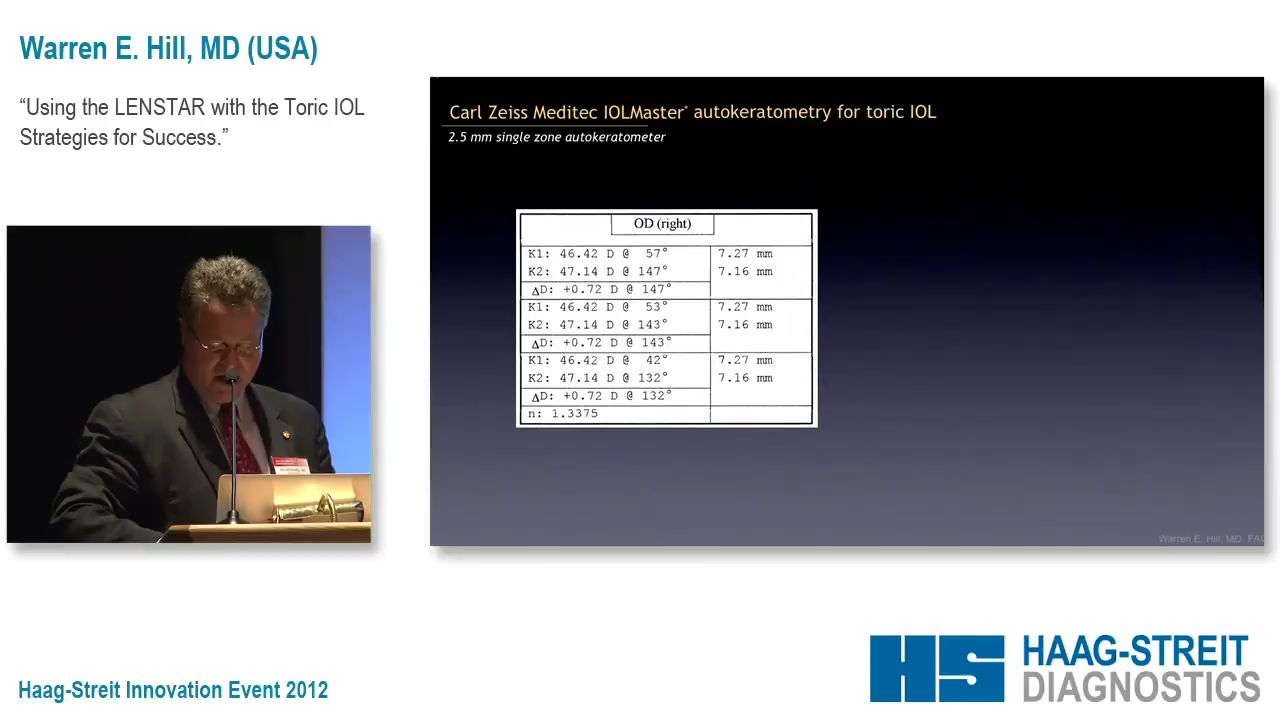 Warren E. Hill, MD (USA)
“Using the LENSTAR with the Toric IOL
Strategies for Success.”
Carl Zeiss Meditec IOLMaster® autokeratometry for toric IOL
2.5 mm single zone autokeratometer
OD (right)
K1: 46.42 D @ 57° 7.27 mm
K2: 47.14 D @ 147° 7.16 mm
ΔD: +0.72 D @ 147°
K1: 46.42 D @ 53° 7.27 mm
K2: 47.14 D @ 143° 7.16 mm
ΔD: +0.72 D @ 143°
K1: 46.42 D @ 42° 7.27 mm
K2: 47.14 D @ 132° 7.16 mm
ΔD: +0.72 D @ 132°
n: 1.3375
Warren E. Hill, MD
HS HAAG-STREIT
DIAGNOSTICS
Haag-Streit Innovation Event 2012